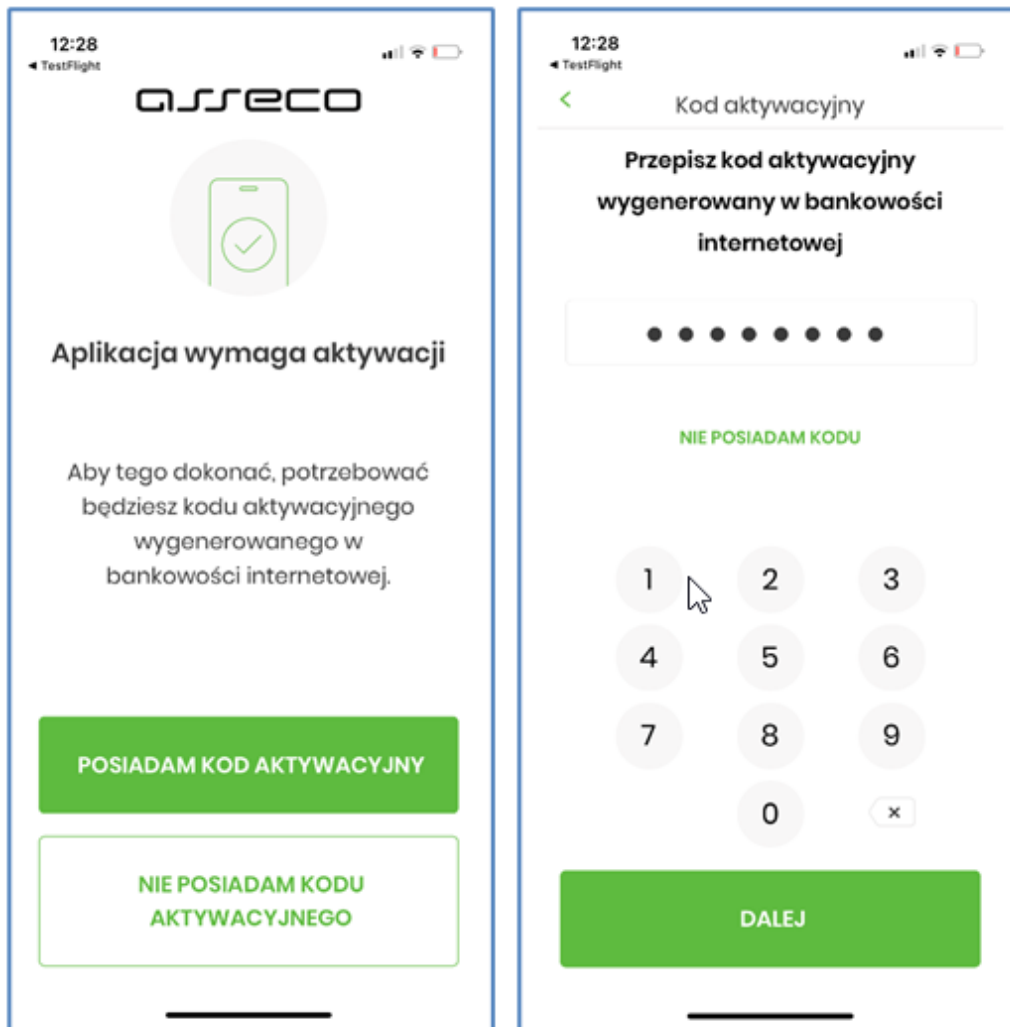 12:28
◄ TestFlight
asseco
Aplikacja wymaga aktywacji
Aby tego dokonać, potrzebować
będziesz kodu aktywacyjnego
wygenerowanego w
bankowości internetowej.
POSIADAM KOD AKTYWACYJNY
NIE POSIADAM KODU
AKTYWACYJNEGO
12:28
◄ TestFlight
Kod aktywacyjny
Przepisz kod aktywacyjny
wygenerowany w bankowości
internetowej
NIE POSIADAM KODU
1 2 3
4 5 6
7 8 9
0
DALEJ